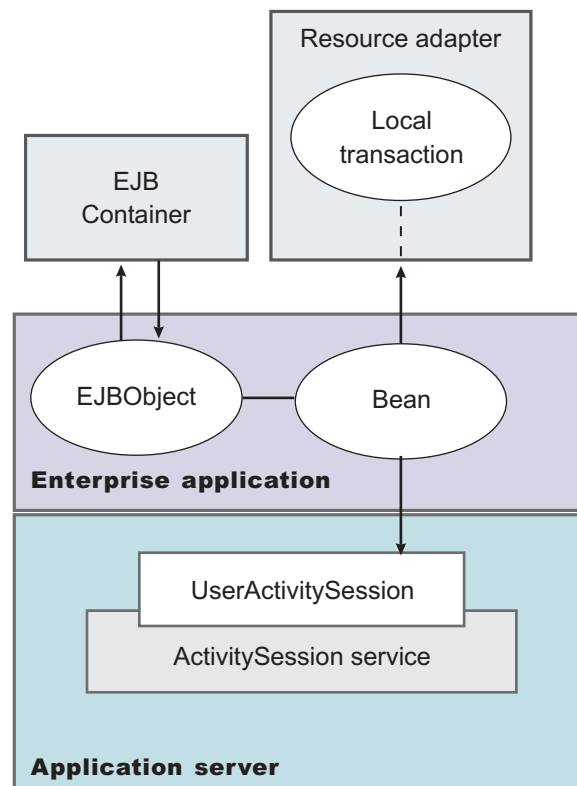 Resource adapter
Local
transaction
EJB
Container
EJBObject
Bean
Enterprise application
UserActivitySession
ActivitySession service
Application server